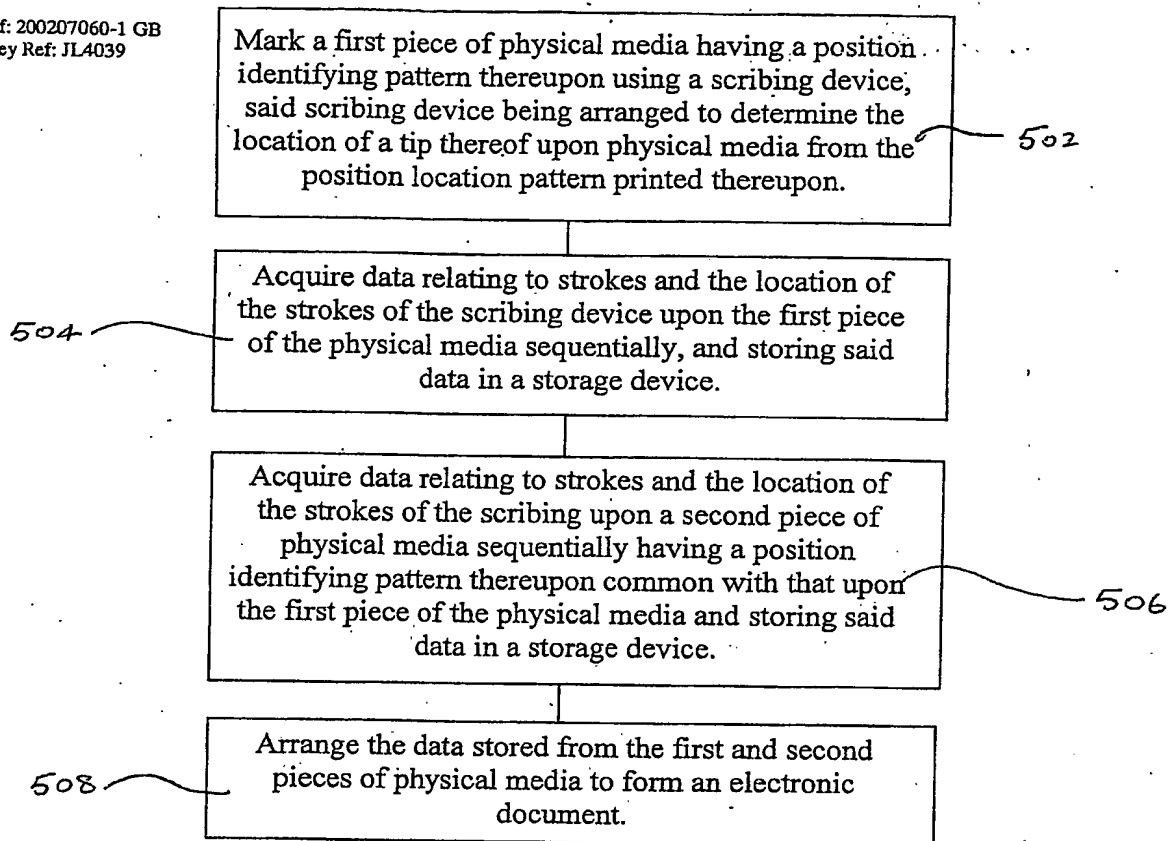 f: 200207060-1 GB
ey Ref: JL4039
Mark a first piece of physical media having a position
identifying pattern thereupon using a scribing device,
said scribing device being arranged to determine the
location of a tip thereof upon physical media from the
position location pattern printed thereupon.
502
Acquire data relating to strokes and the location of
the strokes of the scribing device upon the first piece
of the physical media sequentially, and storing said
data in a storage device.
504
Acquire data relating to strokes and the location of
the strokes of the scribing upon a second piece of
physical media sequentially having a position
identifying pattern thereupon common with that upon
the first piece of the physical media and storing said
data in a storage device.
506
Arrange the data stored from the first and second
pieces of physical media to form an electronic
document.
508